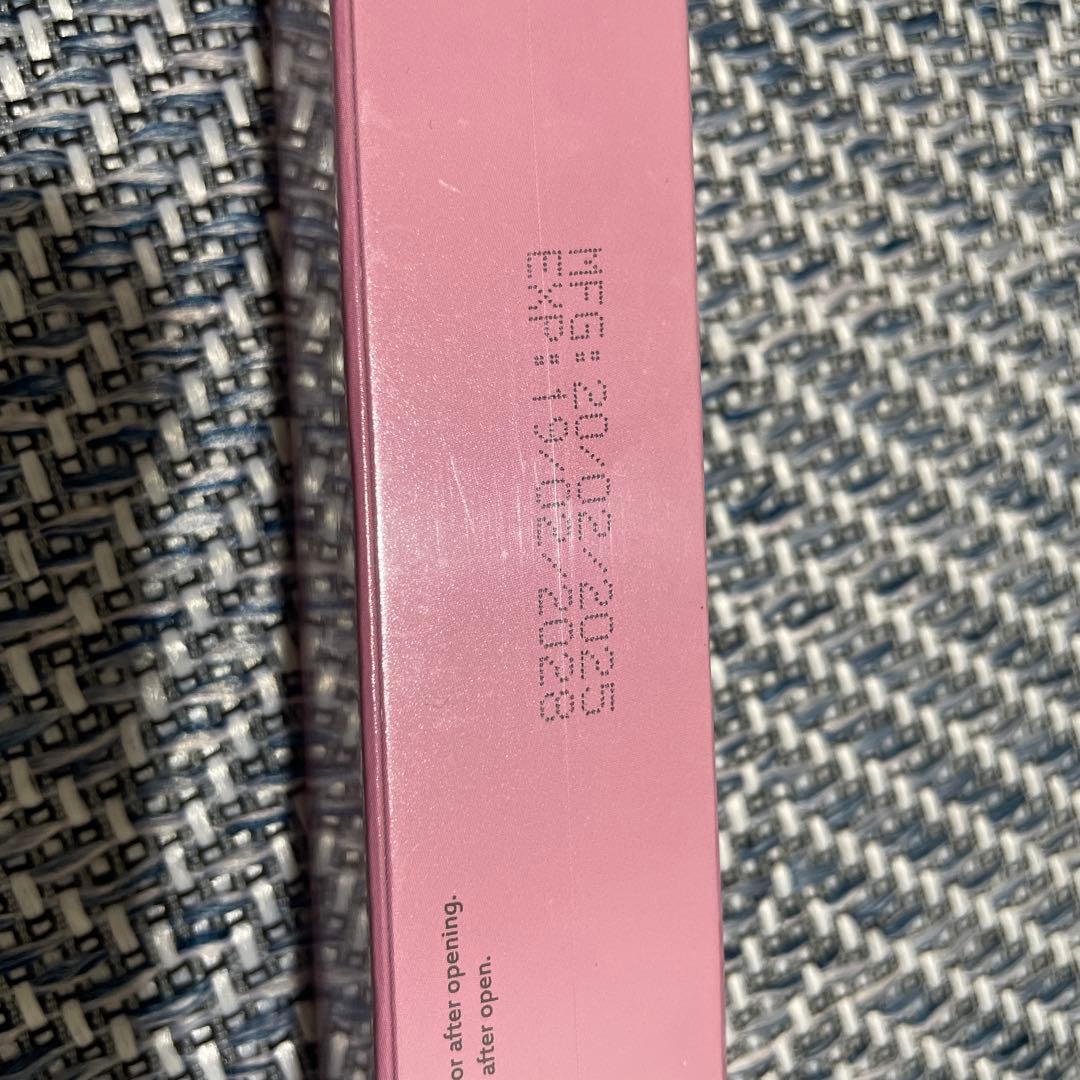 MFG: 20/02/2025
EXP: 19/02/2028
or after opening.
after open.